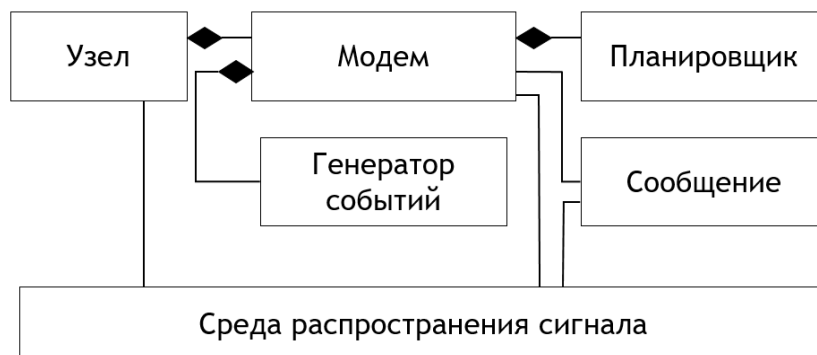 Узел
Модем
Планировщик
Генератор
событий
Сообщение
Среда распространения сигнала